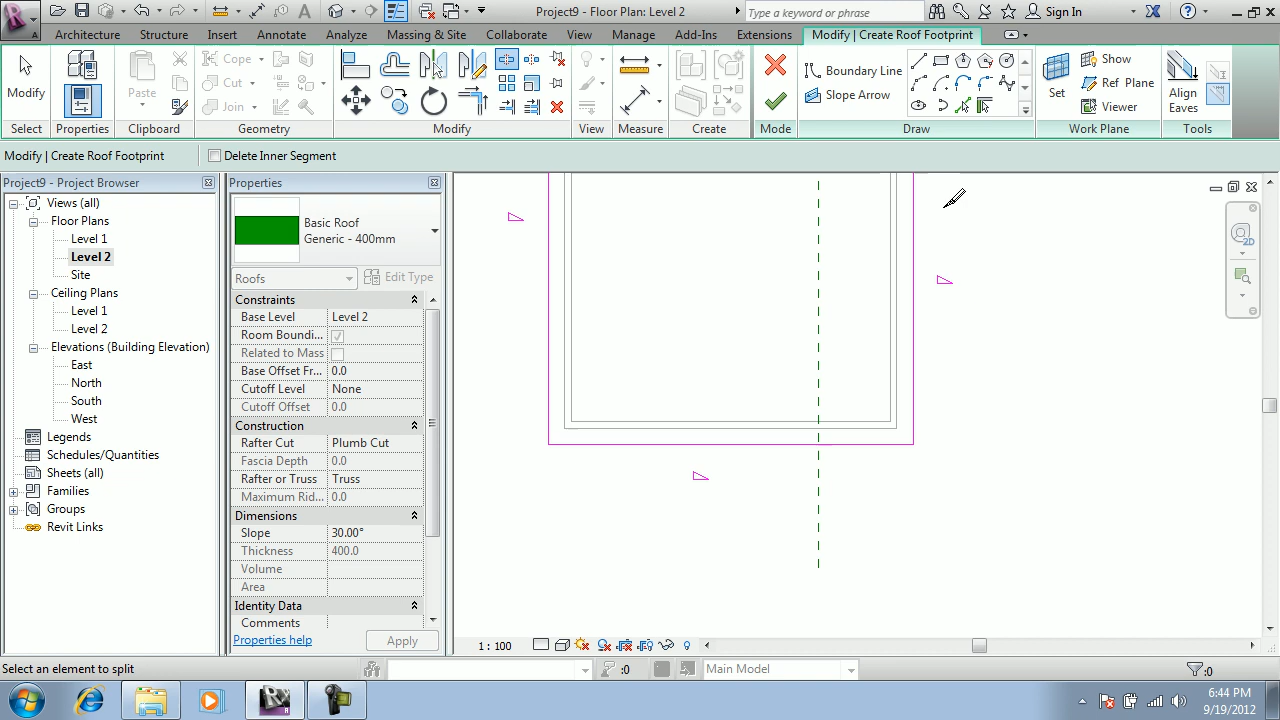 Project9 - Floor Plan: Level 2
Type a keyword or phrase
Sign In
Architecture Structure Insert Annotate Analyze Massing & Site Collaborate View Manage Add-Ins Extensions Modify | Create Roof Footprint
Modify
Paste
Cope
Cut
Join
Boundary Line
Slope Arrow
Set
Show
Ref Plane
Viewer
Align
Eaves
Select Properties Clipboard Geometry Modify View Measure Create Mode Draw Work Plane Tools
Modify | Create Roof Footprint
Delete Inner Segment
Project9 - Project Browser
Views (all)
Floor Plans
Level 1
Level 2
Site
Ceiling Plans
Level 1
Level 2
Elevations (Building Elevation)
East
North
South
West
Legends
Schedules/Quantities
Sheets (all)
Families
Groups
Revit Links
Properties
Basic Roof
Generic - 400mm
Roofs
Edit Type
Constraints
Base Level Level 2
Room Boundi...
Related to Mass
Base Offset Fr... 0.0
Cutoff Level None
Cutoff Offset 0.0
Construction
Rafter Cut Plumb Cut
Fascia Depth 0.0
Rafter or Truss Truss
Maximum Rid... 0.0
Dimensions
Slope 30.00°
Thickness 400.0
Volume
Area
Identity Data
Comments
Properties help
Apply
2D
1 : 100
Select an element to split
:0
Main Model
:0
6:44 PM
9/19/2012